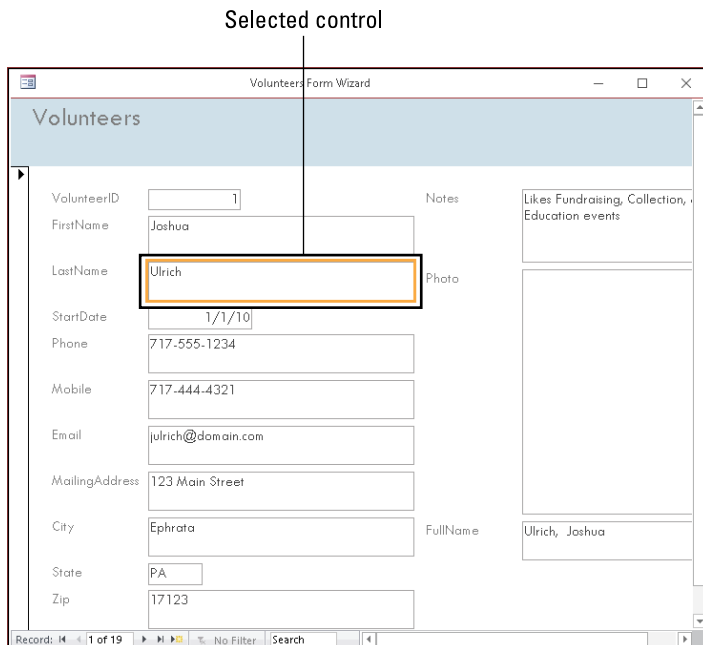 Selected control
Volunteers Form Wizard
Volunteers
VolunteerID 1
FirstName Joshua
LastName Ulrich
StartDate 1/1/10
Phone 717-555-1234
Mobile 717-444-4321
Email julrich@domain.com
MailingAddress 123 Main Street
City Ephrata
State PA
Zip 17123
Notes Likes Fundraising, Collection,
Education events
Photo
FullName Ulrich, Joshua
Record: 1 of 19 No Filter Search